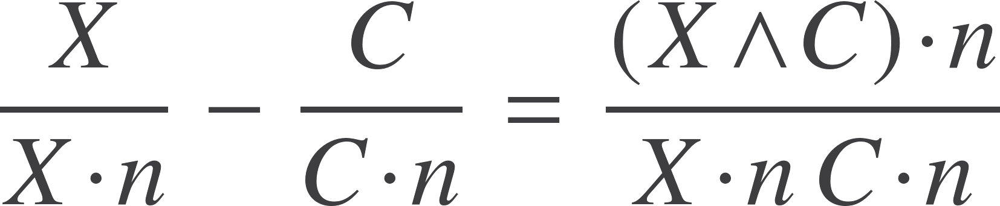 X/(X·n) − C/(C·n) = ((X∧C)·n)/(X·n C·n)